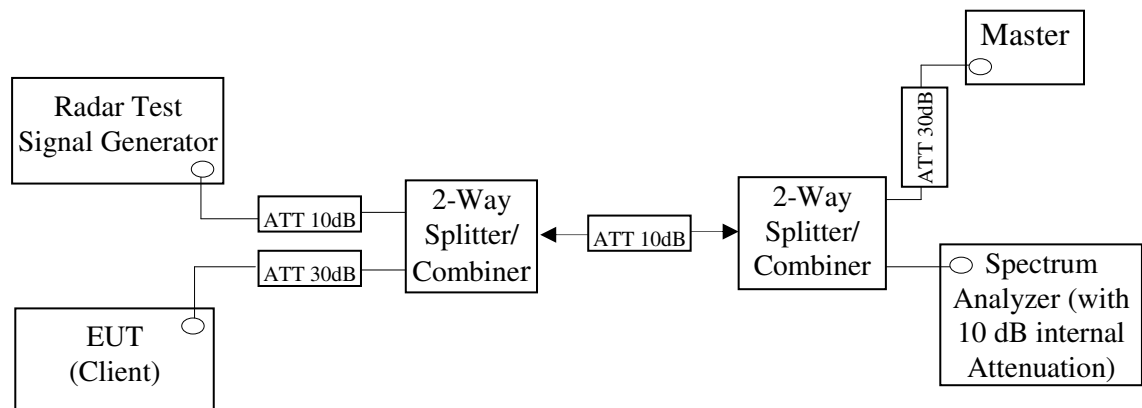 Master
ATT 30dB
Radar Test
Signal Generator
ATT 10dB
2-Way
Splitter/
Combiner
ATT 10dB
2-Way
Splitter/
Combiner
ATT 30dB
EUT
(Client)
Spectrum
Analyzer (with
10 dB internal
Attenuation)